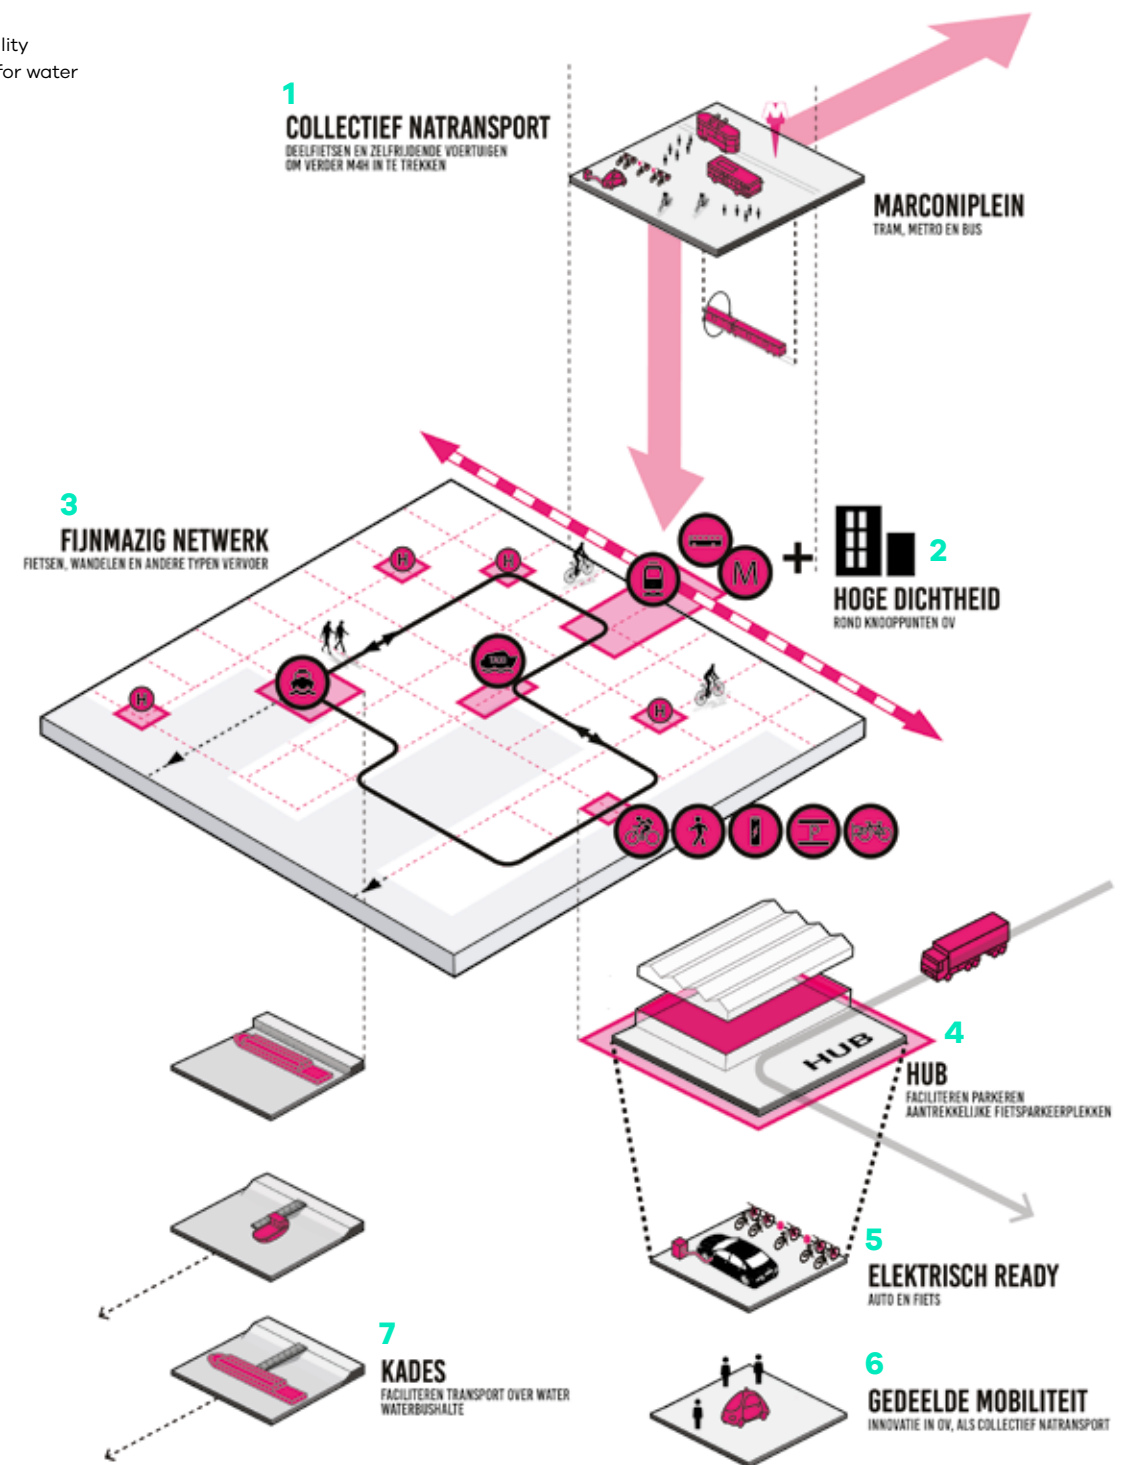 lity
for water
1
COLLECTIEF NATRANSPORT
DEELFIETSEN EN ZELFRIJDENDE VOERTUIGEN
OM VERDER M4H IN TE TREKKEN
M
MARCONIPLEIN
TRAM, METRO EN BUS
3
FIJNMAZIG NETWERK
FIETSEN, WANDELEN EN ANDERE TYPEN VERVOER
H
H
M
+
2
HOGE DICHTHEID
ROND KNOOPPUNTEN OV
TAXI
H
H
P
HUB
4
HUB
FACILITEREN PARKEREN
AANTREKKELIJKE FIETSPARKEERPLEKKEN
5
ELEKTRISCH READY
AUTO EN FIETS
7
KADES
FACILITEREN TRANSPORT OVER WATER
WATERBUSHALTE
6
GEDEELDE MOBILITEIT
INNOVATIE IN OV, ALS COLLECTIEF NATRANSPORT